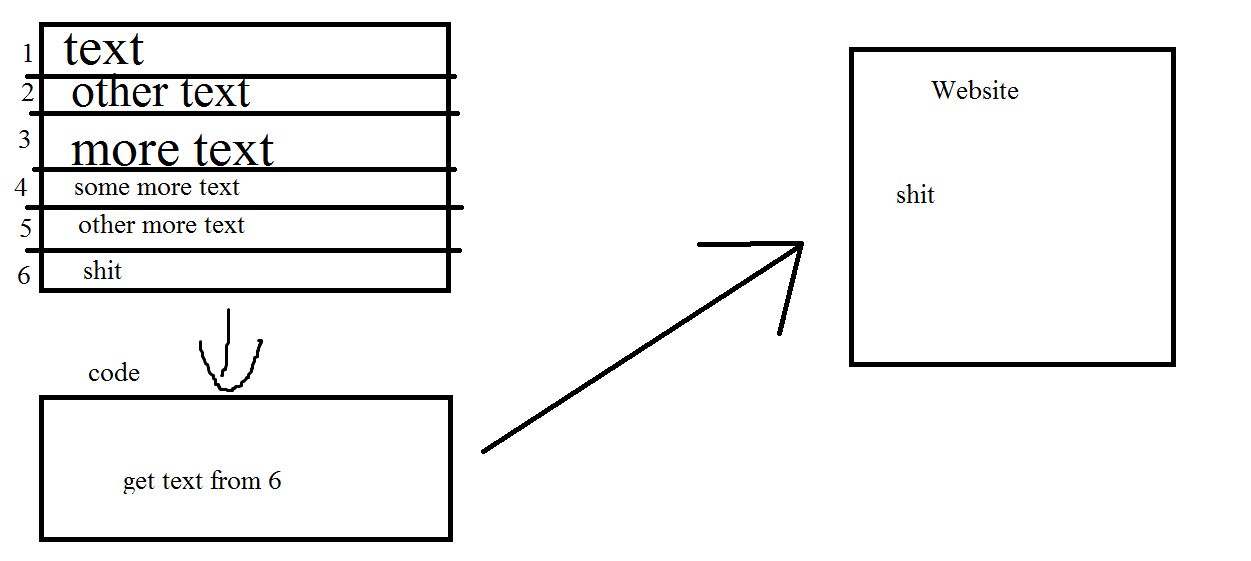 1 text
2 other text
3 more text
4 some more text
5 other more text
6 shit
code
get text from 6
Website
shit